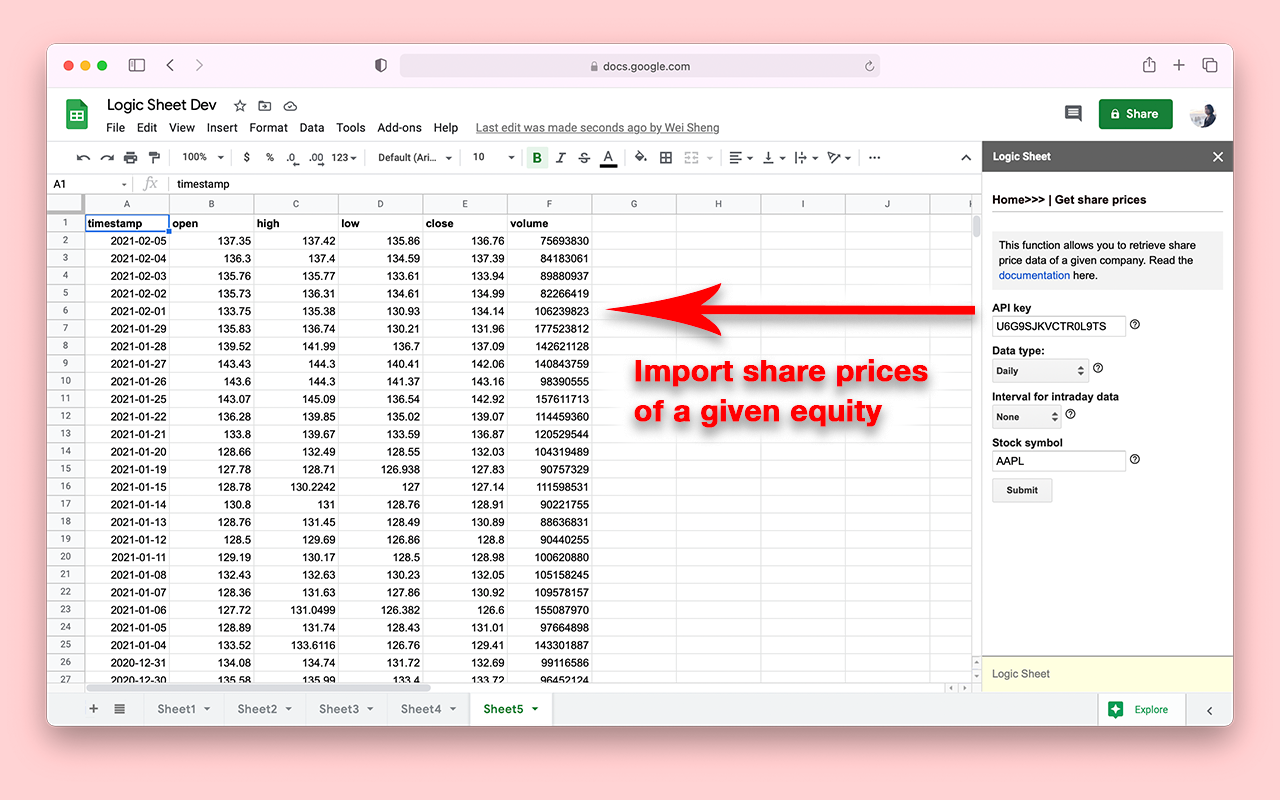 docs.google.com
Logic Sheet Dev
File Edit View Insert Format Data Tools Add-ons Help Last edit was made seconds ago by Wei Sheng
Share
100% $ % .0 .00 123 Default (Ari... 10 B I S A ...
Logic Sheet
A1 fx timestamp
A B C D E F G H I J
1 timestamp open high low close volume
2 2021-02-05 137.35 137.42 135.86 136.76 75693830
3 2021-02-04 136.3 137.4 134.59 137.39 84183061
4 2021-02-03 135.76 135.77 133.61 133.94 89880937
5 2021-02-02 135.73 136.31 134.61 134.99 82266419
6 2021-02-01 133.75 135.38 130.93 134.14 106239823
7 2021-01-29 135.83 136.74 130.21 131.96 177523812
8 2021-01-28 139.52 141.99 136.7 137.09 142621128
9 2021-01-27 143.43 144.3 140.41 142.06 140843759
10 2021-01-26 143.6 144.3 141.37 143.16 98390555
11 2021-01-25 143.07 145.09 136.54 142.92 157611713
12 2021-01-22 136.28 139.85 135.02 139.07 114459360
13 2021-01-21 133.8 139.67 133.59 136.87 120529544
14 2021-01-20 128.66 132.49 128.55 132.03 104319489
15 2021-01-19 127.78 128.71 126.938 127.83 90757329
16 2021-01-15 128.78 130.2242 127 127.14 111598531
17 2021-01-14 130.8 131 128.76 128.91 90221755
18 2021-01-13 128.76 131.45 128.49 130.89 88636831
19 2021-01-12 128.5 129.69 126.86 128.8 90440255
20 2021-01-11 129.19 130.17 128.5 128.98 100620880
21 2021-01-08 132.43 132.63 130.23 132.05 105158245
22 2021-01-07 128.36 131.63 127.86 130.92 109578157
23 2021-01-06 127.72 131.0499 126.382 126.6 155087970
24 2021-01-05 128.89 131.74 128.43 131.01 97664898
25 2021-01-04 133.52 133.6116 126.76 129.41 143301887
26 2020-12-31 134.08 134.74 131.72 132.69 99116586
27 2020-12-30 135.58 135.99 133.4 133.72 96452124
Import share prices
of a given equity
Home>>> | Get share prices
This function allows you to retrieve share
price data of a given company. Read the
documentation here.
API key
U6G9SJKVCTR0L9TS
Data type:
Daily
Interval for intraday data
None
Stock symbol
AAPL
Submit
Logic Sheet
Sheet1 Sheet2 Sheet3 Sheet4 Sheet5
Explore